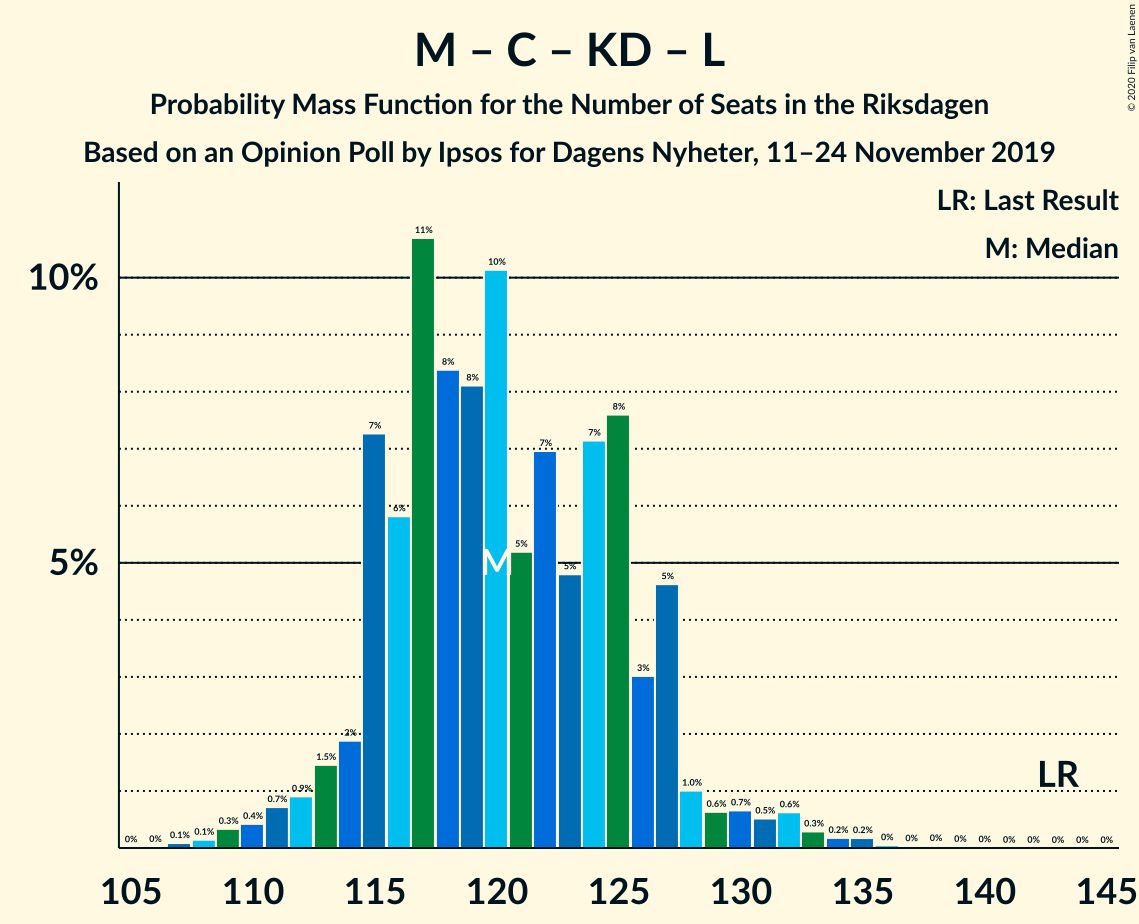 M – C – KD – L
Probability Mass Function for the Number of Seats in the Riksdagen
Based on an Opinion Poll by Ipsos for Dagens Nyheter, 11–24 November 2019
© 2020 Filip van Laenen
LR: Last Result
M: Median
10%
5%
0% 0% 0.1% 0.1% 0.3% 0.4% 0.7% 0.9% 1.5% 2% 7% 6% 11% 8% 8% 10% 5% 7% 5% 7% 8% 3% 5% 1.0% 0.6% 0.7% 0.5% 0.6% 0.3% 0.2% 0.2% 0% 0% 0% 0% 0% 0% 0% 0% 0% 0%
M
LR
105 110 115 120 125 130 135 140 145